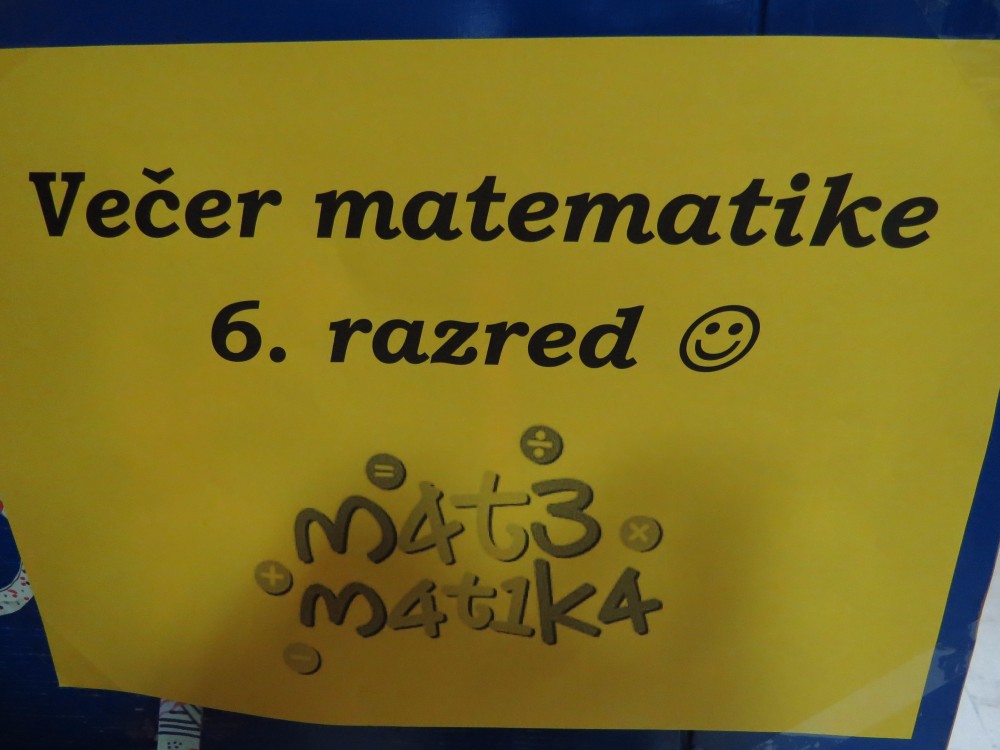 Večer matematike
6. razred ☺
m4t3
m4t1k4